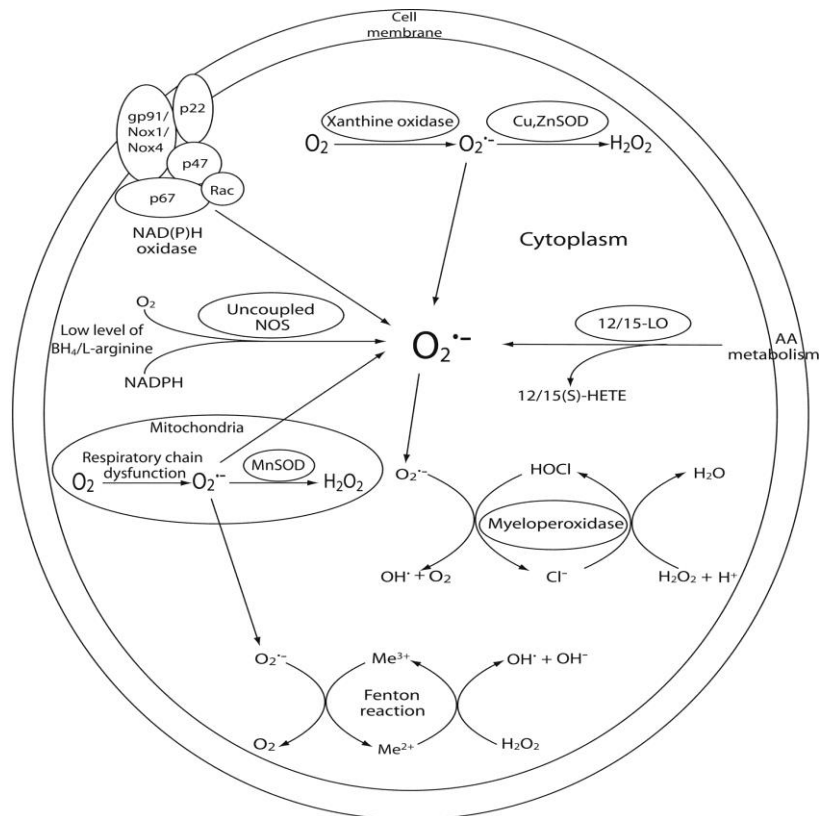 Cell
membrane
gp91/
Nox1/
Nox4
p22
p47
Rac
p67
NAD(P)H
oxidase
Xanthine oxidase
Cu,ZnSOD
O₂
O₂•–
H₂O₂
Cytoplasm
O₂
Uncoupled
NOS
Low level of
BH₄/L-arginine
NADPH
O₂•–
12/15-LO
AA
metabolism
12/15(S)-HETE
Mitochondria
Respiratory chain
dysfunction
MnSOD
O₂
O₂•–
H₂O₂
O₂•–
HOCl
H₂O
Myeloperoxidase
OH• + O₂
Cl–
H₂O₂ + H⁺
O₂•–
Me³⁺
OH• + OH–
Fenton
reaction
O₂
Me²⁺
H₂O₂